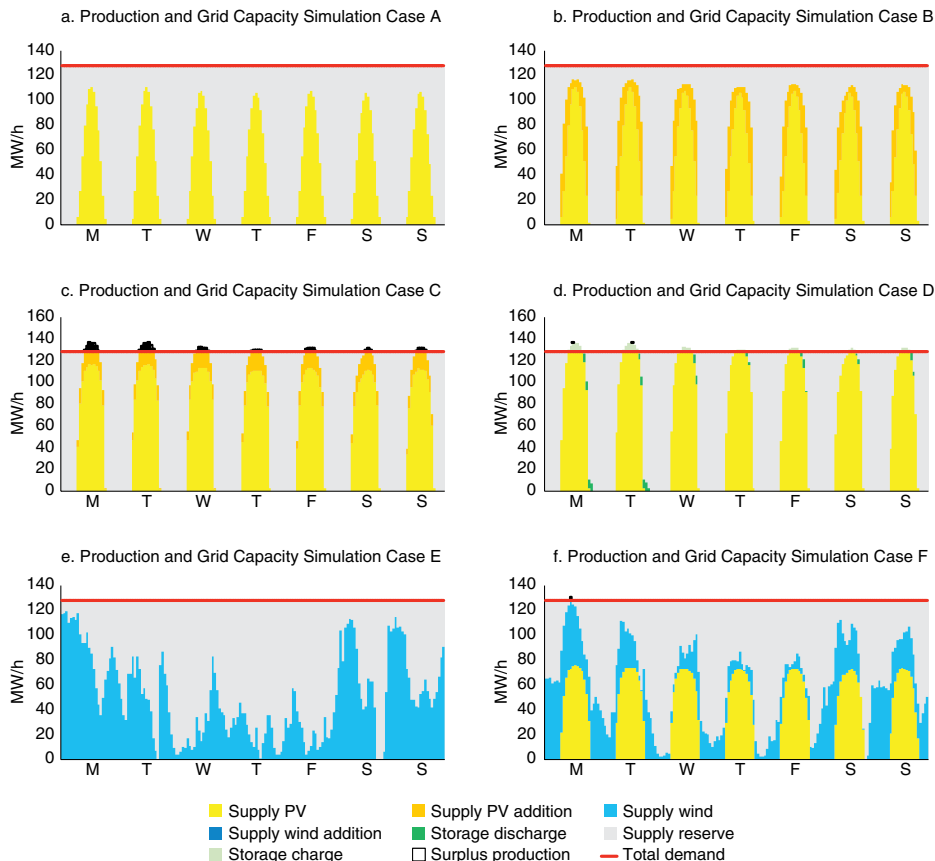 a. Production and Grid Capacity Simulation Case A
b. Production and Grid Capacity Simulation Case B
140
120
100
80
60
40
20
0
MW/h
M T W T F S S
140
120
100
80
60
40
20
0
MW/h
M T W T F S S
c. Production and Grid Capacity Simulation Case C
d. Production and Grid Capacity Simulation Case D
160
140
120
100
80
60
40
20
0
MW/h
M T W T F S S
160
140
120
100
80
60
40
20
0
MW/h
M T W T F S S
e. Production and Grid Capacity Simulation Case E
f. Production and Grid Capacity Simulation Case F
140
120
100
80
60
40
20
0
MW/h
M T W T F S S
140
120
100
80
60
40
20
0
MW/h
M T W T F S S
Supply PV Supply PV addition Supply wind
Supply wind addition Storage discharge Supply reserve
Storage charge Surplus production Total demand